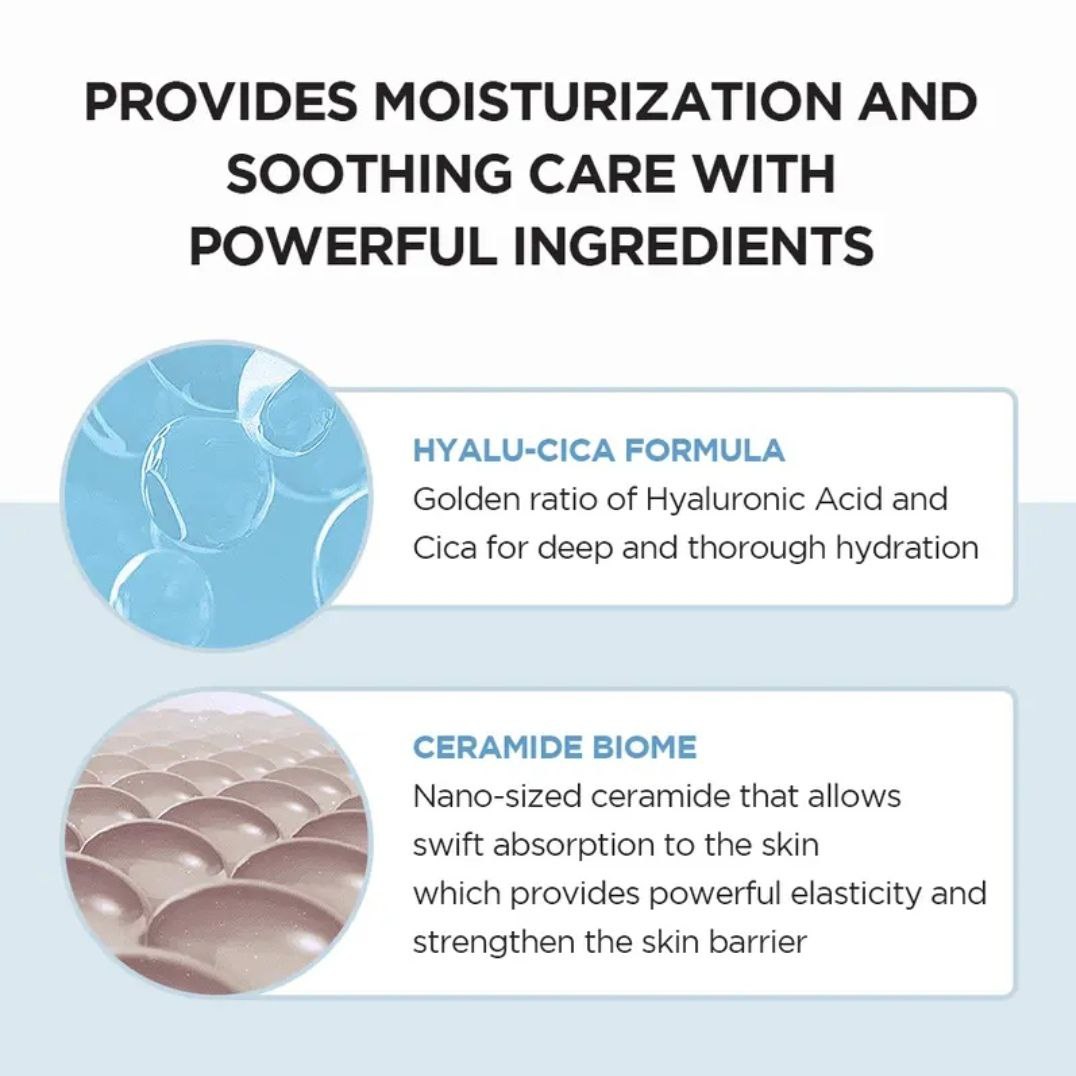 PROVIDES MOISTURIZATION AND
SOOTHING CARE WITH
POWERFUL INGREDIENTS
HYALU-CICA FORMULA
Golden ratio of Hyaluronic Acid and
Cica for deep and thorough hydration
CERAMIDE BIOME
Nano-sized ceramide that allows
swift absorption to the skin
which provides powerful elasticity and
strengthen the skin barrier